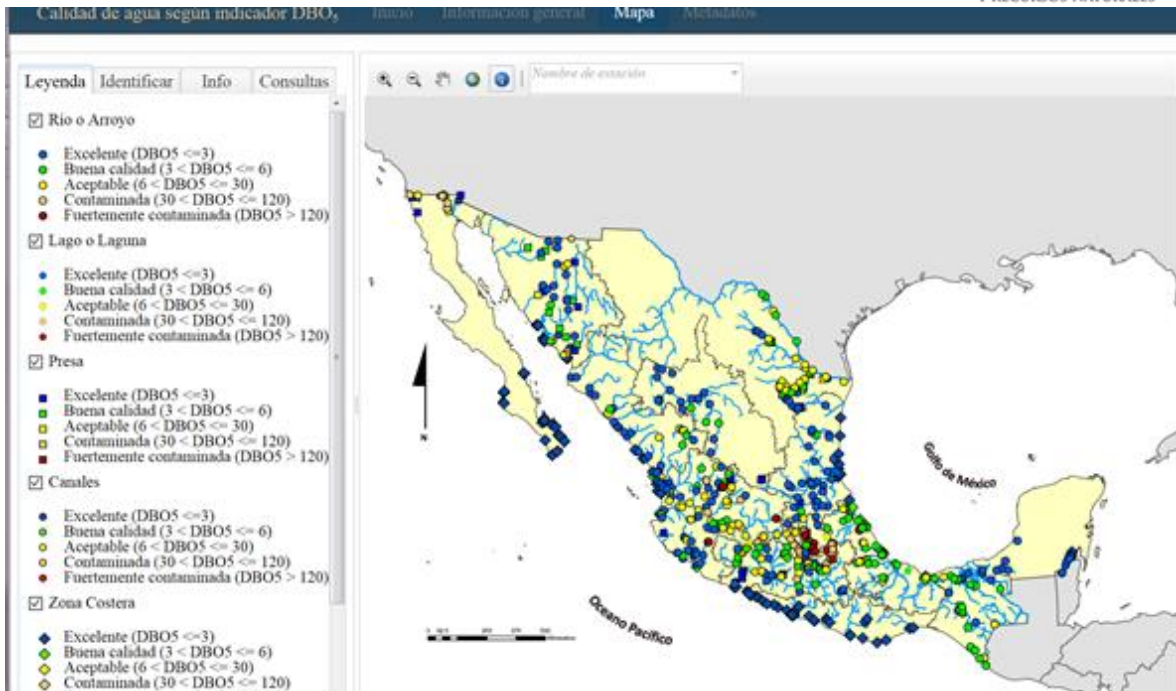 Calidad de agua según indicador DBO₅ Inicio Información general Mapa Metadatos
Leyenda Identificar Info Consultas
Nombre de estación
Río o Arroyo
Excelente (DBO5 <=3)
Buena calidad (3 < DBO5 <= 6)
Aceptable (6 < DBO5 <= 30)
Contaminada (30 < DBO5 <= 120)
Fuertemente contaminada (DBO5 > 120)
Lago o Laguna
Excelente (DBO5 <=3)
Buena calidad (3 < DBO5 <= 6)
Aceptable (6 < DBO5 <= 30)
Contaminada (30 < DBO5 <= 120)
Fuertemente contaminada (DBO5 > 120)
Presa
Excelente (DBO5 <=3)
Buena calidad (3 < DBO5 <= 6)
Aceptable (6 < DBO5 <= 30)
Contaminada (30 < DBO5 <= 120)
Fuertemente contaminada (DBO5 > 120)
Canales
Excelente (DBO5 <=3)
Buena calidad (3 < DBO5 <= 6)
Aceptable (6 < DBO5 <= 30)
Contaminada (30 < DBO5 <= 120)
Fuertemente contaminada (DBO5 > 120)
Zona Costera
Excelente (DBO5 <=3)
Buena calidad (3 < DBO5 <= 6)
Aceptable (6 < DBO5 <= 30)
Contaminada (30 < DBO5 <= 120)
N
Golfo de México
Oceano Pacífico